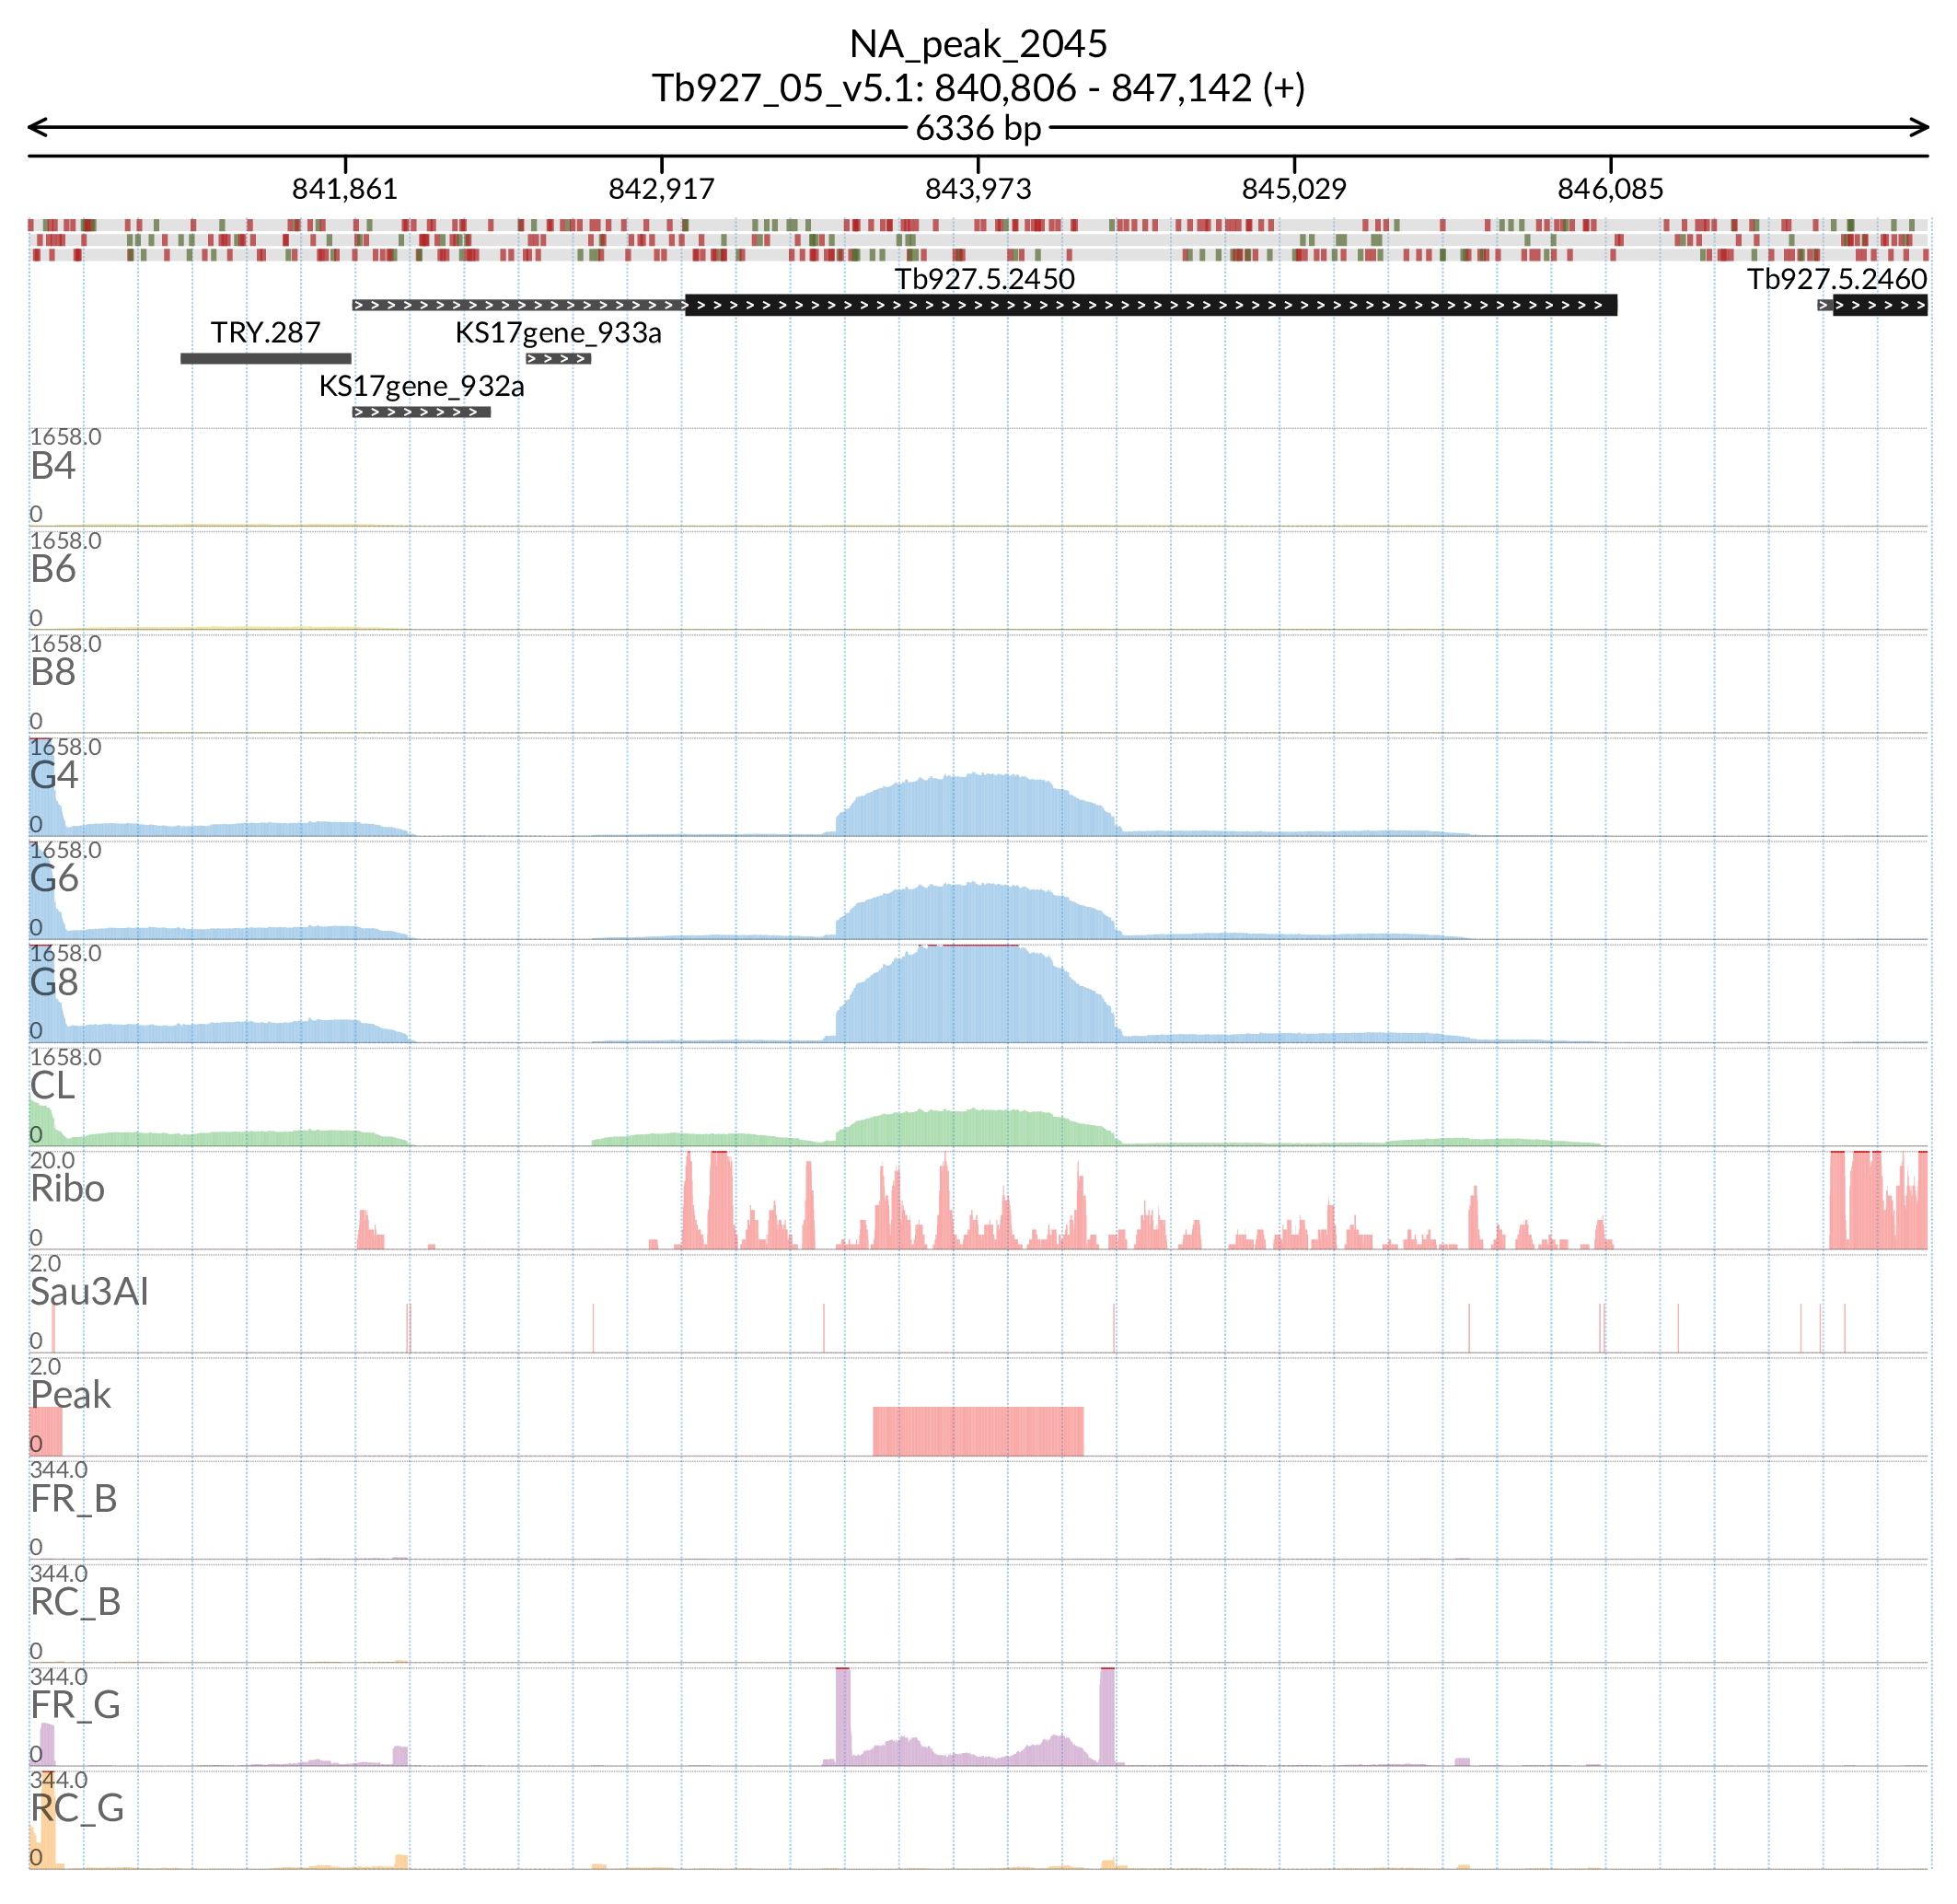 NA_peak_2045
Tb927_05_v5.1: 840,806 - 847,142 (+)
6336 bp
841,861 842,917 843,973 845,029 846,085
Tb927.5.2450 Tb927.5.2460
TRY.287 KS17gene_933a
KS17gene_932a
1658.0
B4
0
1658.0
B6
0
1658.0
B8
0
1658.0
G4
0
1658.0
G6
0
1658.0
G8
0
1658.0
CL
0
20.0
Ribo
0
2.0
Sau3AI
0
2.0
Peak
0
344.0
FR_B
0
344.0
RC_B
0
344.0
FR_G
0
344.0
RC_G
0